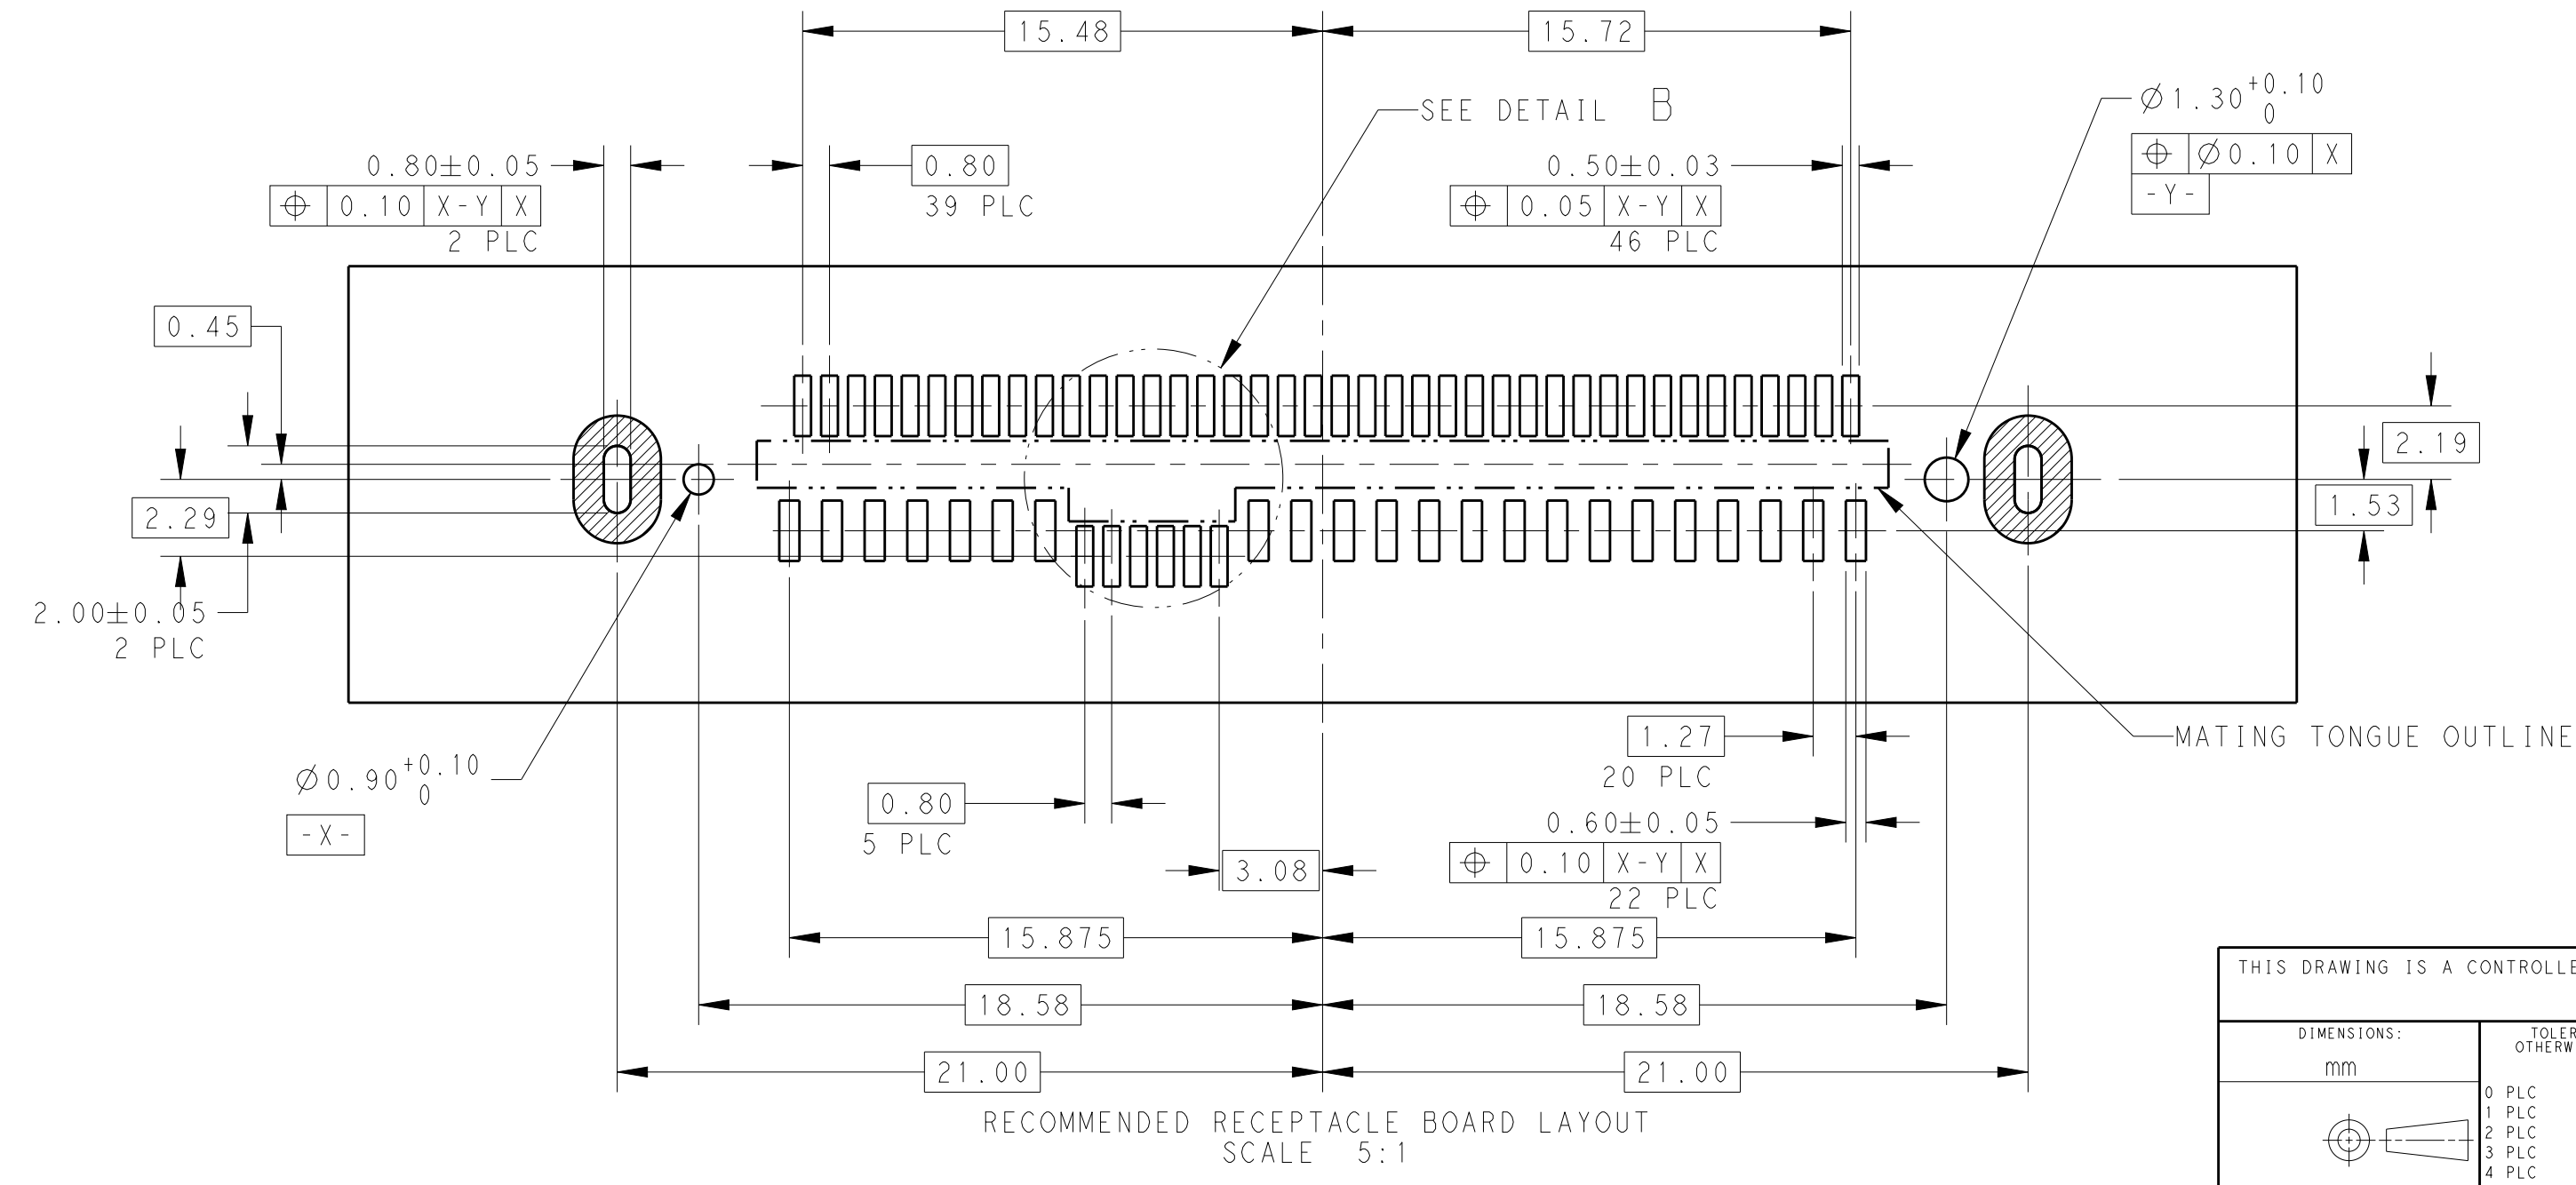 15.48
15.72
SEE DETAIL B
Ø1.30 +0.10
0
⌖ Ø0.10 X
-Y-
0.80±0.05
⌖ 0.10 X-Y X
2 PLC
0.80
39 PLC
0.50±0.03
⌖ 0.05 X-Y X
46 PLC
0.45
2.19
2.29
1.53
2.00±0.05
2 PLC
1.27
20 PLC
MATING TONGUE OUTLINE
Ø0.90 +0.10
0
-X-
0.80
5 PLC
0.60±0.05
⌖ 0.10 X-Y X
22 PLC
3.08
15.875
15.875
18.58
18.58
21.00
21.00
RECOMMENDED RECEPTACLE BOARD LAYOUT
SCALE 5:1
THIS DRAWING IS A CONTROLLE
DIMENSIONS:
mm
TOLER
OTHERW
0 PLC
1 PLC
2 PLC
3 PLC
4 PLC